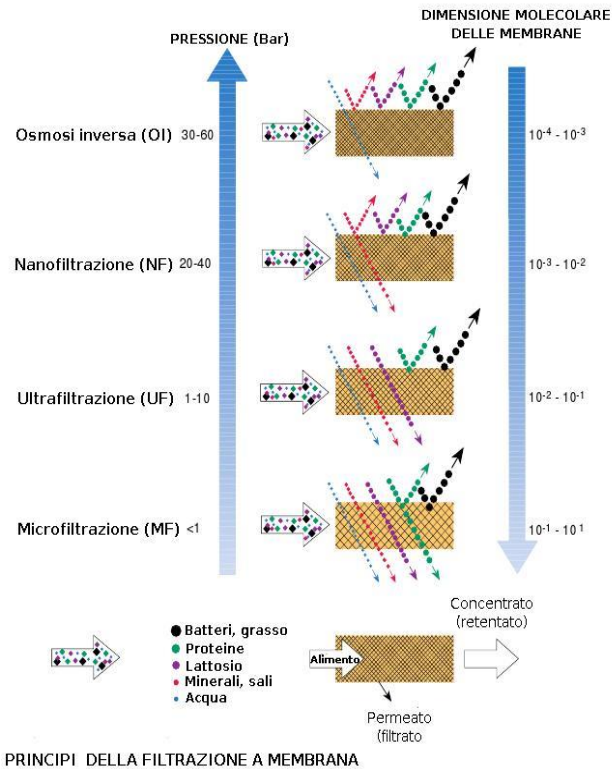 DIMENSIONE MOLECOLARE
DELLE MEMBRANE
PRESSIONE (Bar)
Osmosi inversa (OI) 30-60
10-4 - 10-3
Nanofiltrazione (NF) 20-40
10-3 - 10-2
Ultrafiltrazione (UF) 1-10
10-2 - 10-1
Microfiltrazione (MF) <1
10-1 - 101
Batteri, grasso
Proteine
Lattosio
Minerali, sali
Acqua
Alimento
Concentrato
(retentato)
Permeato
(filtrato
PRINCIPI DELLA FILTRAZIONE A MEMBRANA